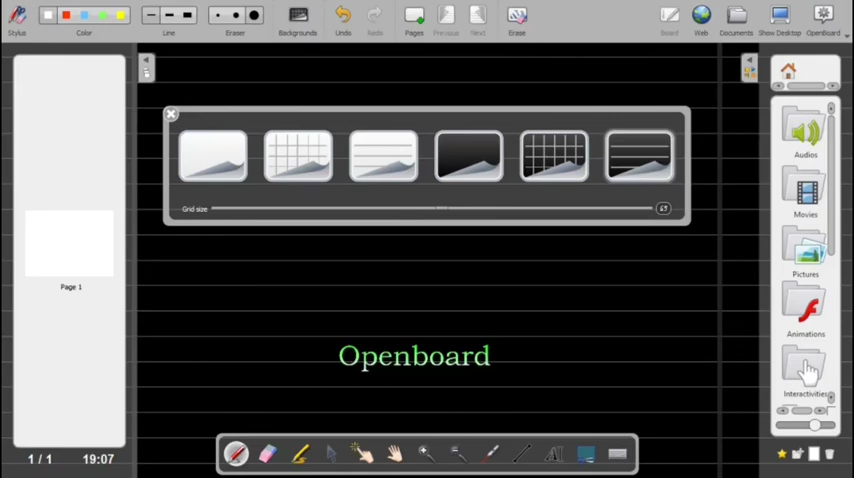 Stylus Color Line Eraser Backgrounds Undo Redo Pages Previous Next Erase Board Web Documents Show Desktop OpenBoard
Audios
Movies
Grid size 65
Pictures
Page 1
Animations
Openboard
Interactivities
1 / 1 19:07